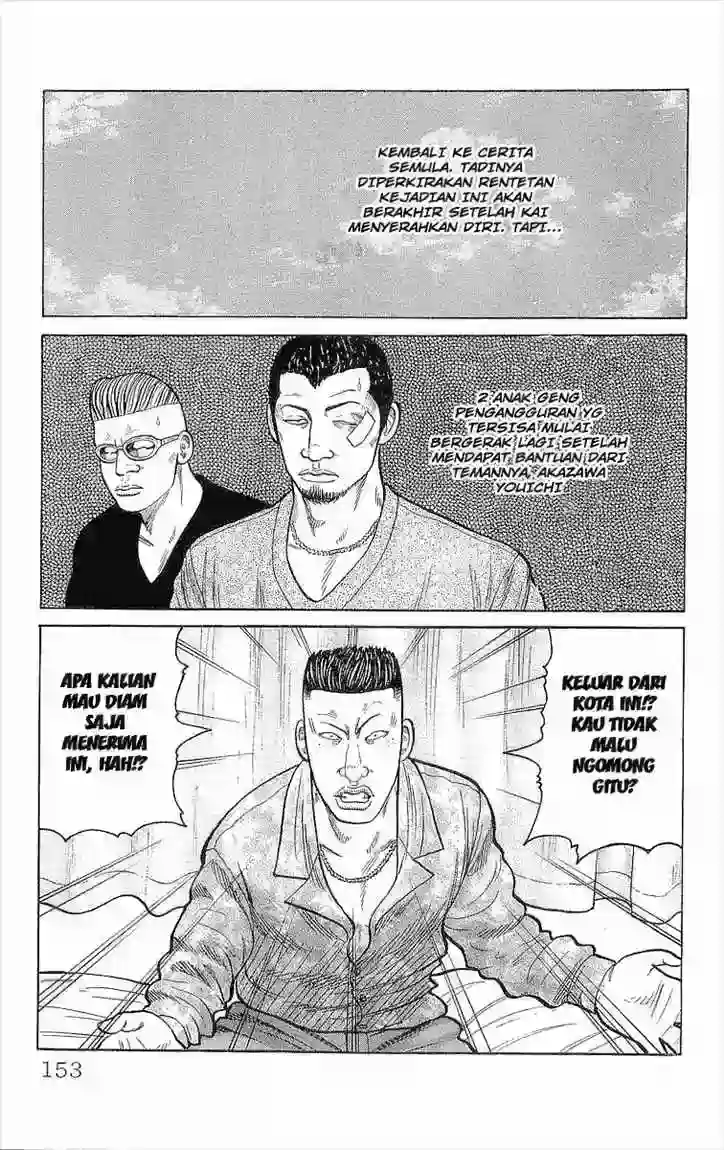 KEMBALI KE CERITA
SEMULA. TADINYA
DIPERKIRAKAN RENTETAN
KEJADIAN INI AKAN
BERAKHIR SETELAH KAI
MENYERAHKAN DIRI. TAPI...
2 ANAK GENG
PENGANGGURAN YG
TERSISA MULAI
BERGERAK LAGI SETELAH
MENDAPAT BANTUAN DARI
TEMANNYA, AKAZAWA
YOUICHI
KELUAR DARI
KOTA INI!?
KAU TIDAK
MALU
NGOMONG
GITU?
APA KALIAN
MAU DIAM
SAJA
MENERIMA
INI, HAH!?
153